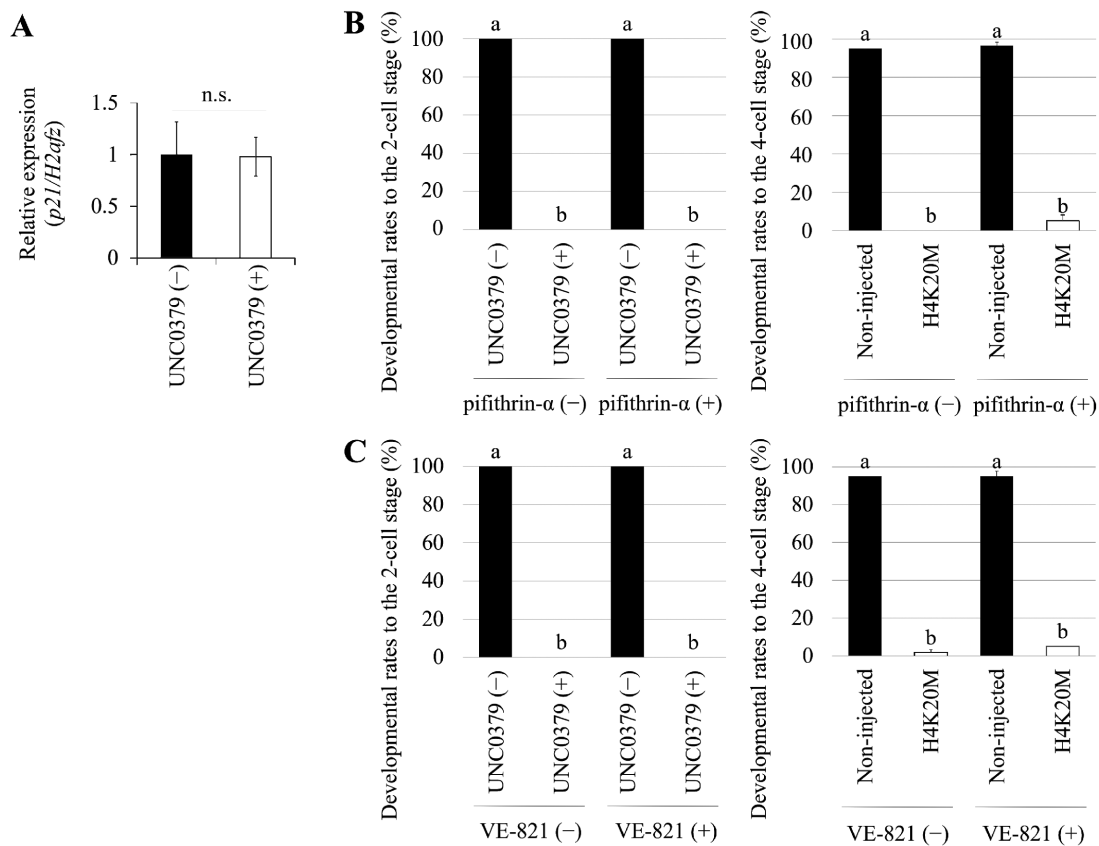 A
Relative expression
(p21/H2afz)
1.5
1
0.5
0
n.s.
UNC0379 (−)
UNC0379 (+)
B
Developmental rates to the 2-cell stage (%)
100
80
60
40
20
0
a
b
a
b
UNC0379 (−)
UNC0379 (+)
UNC0379 (−)
UNC0379 (+)
pifithrin-α (−)
pifithrin-α (+)
Developmental rates to the 4-cell stage (%)
100
80
60
40
20
0
a
b
a
b
Non-injected
H4K20M
Non-injected
H4K20M
pifithrin-α (−)
pifithrin-α (+)
C
Developmental rates to the 2-cell stage (%)
100
80
60
40
20
0
a
b
a
b
UNC0379 (−)
UNC0379 (+)
UNC0379 (−)
UNC0379 (+)
VE-821 (−)
VE-821 (+)
Developmental rates to the 4-cell stage (%)
100
80
60
40
20
0
a
b
a
b
Non-injected
H4K20M
Non-injected
H4K20M
VE-821 (−)
VE-821 (+)